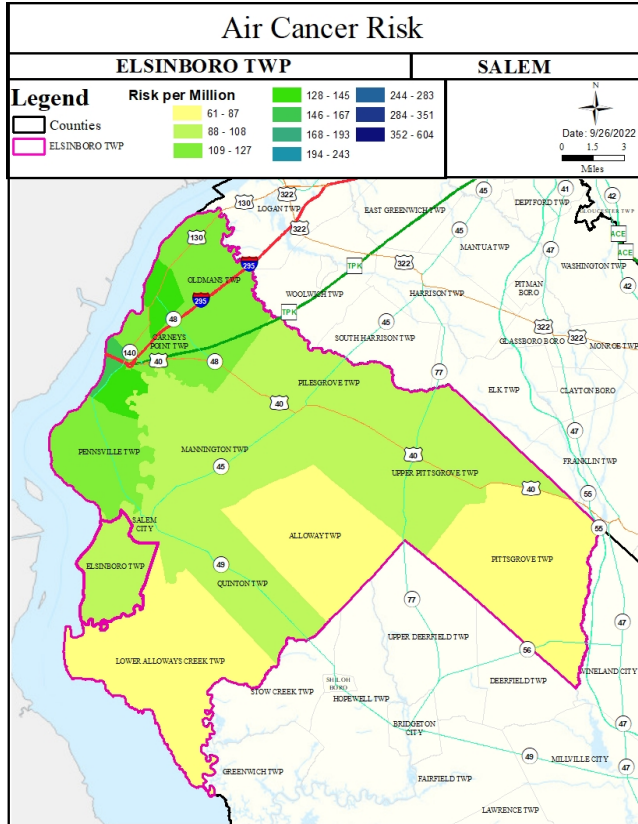 Air Cancer Risk
ELSINBORO TWP
SALEM
Legend
Counties
ELSINBORO TWP
Risk per Million
61 - 87
88 - 108
109 - 127
128 - 145
146 - 167
168 - 193
194 - 243
244 - 283
284 - 351
352 - 604
N
Date: 9/26/2022
0 1.5 3
Miles
130
322
LOGAN TWP
322
45
EAST GREENWICH TWP
DEPTFORD TWP
41
42
GLOUCESTER TWP
130
45
MANTUA TWP
47
ACE
ACE
OLDMANS TWP
295
TPK
322
WASHINGTON TWP
WOOLWICH TWP
HARRISON TWP
PITMAN
BORO
42
295
TPK
48
45
322
CARNEYS
POINT TWP
SOUTH HARRISON TWP
GLASSBORO BORO
322
MONROE TWP
140
40
48
77
PILESGROVE TWP
ELK TWP
CLAYTON BORO
40
47
PENNSVILLE TWP
MANNINGTON TWP
45
40
UPPER PITTSGROVE TWP
FRANKLIN TWP
40
55
SALEM
CITY
ALLOWAY TWP
55
ELSINBORO TWP
49
PITTSGROVE TWP
QUINTON TWP
77
47
UPPER DEERFIELD TWP
56
LOWER ALLOWAYS CREEK TWP
VINELAND CITY
STOW CREEK TWP
SHILOH
BORO
DEERFIELD TWP
HOPEWELL TWP
BRIDGETON
CITY
47
49
MILLVILLE CITY
47
GREENWICH TWP
FAIRFIELD TWP
LAWRENCE TWP